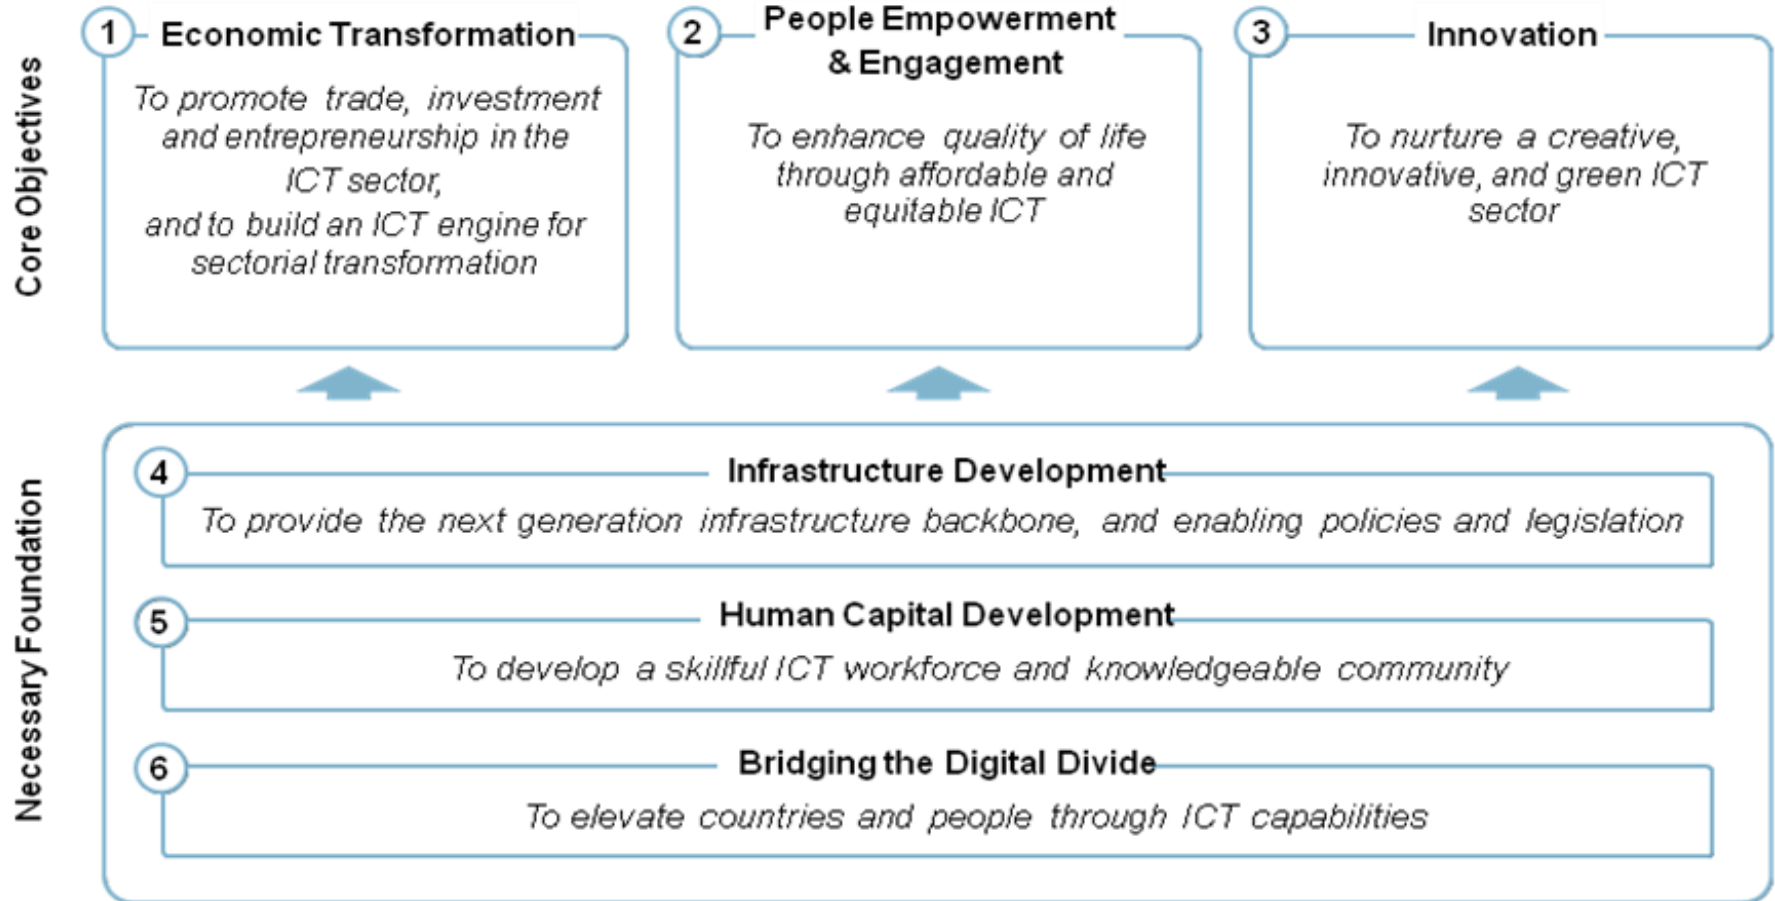 Core Objectives
1
Economic Transformation
To promote trade, investment
and entrepreneurship in the
ICT sector,
and to build an ICT engine for
sectorial transformation
2
People Empowerment
& Engagement
To enhance quality of life
through affordable and
equitable ICT
3
Innovation
To nurture a creative,
innovative, and green ICT
sector
Necessary Foundation
4
Infrastructure Development
To provide the next generation infrastructure backbone, and enabling policies and legislation
5
Human Capital Development
To develop a skillful ICT workforce and knowledgeable community
6
Bridging the Digital Divide
To elevate countries and people through ICT capabilities